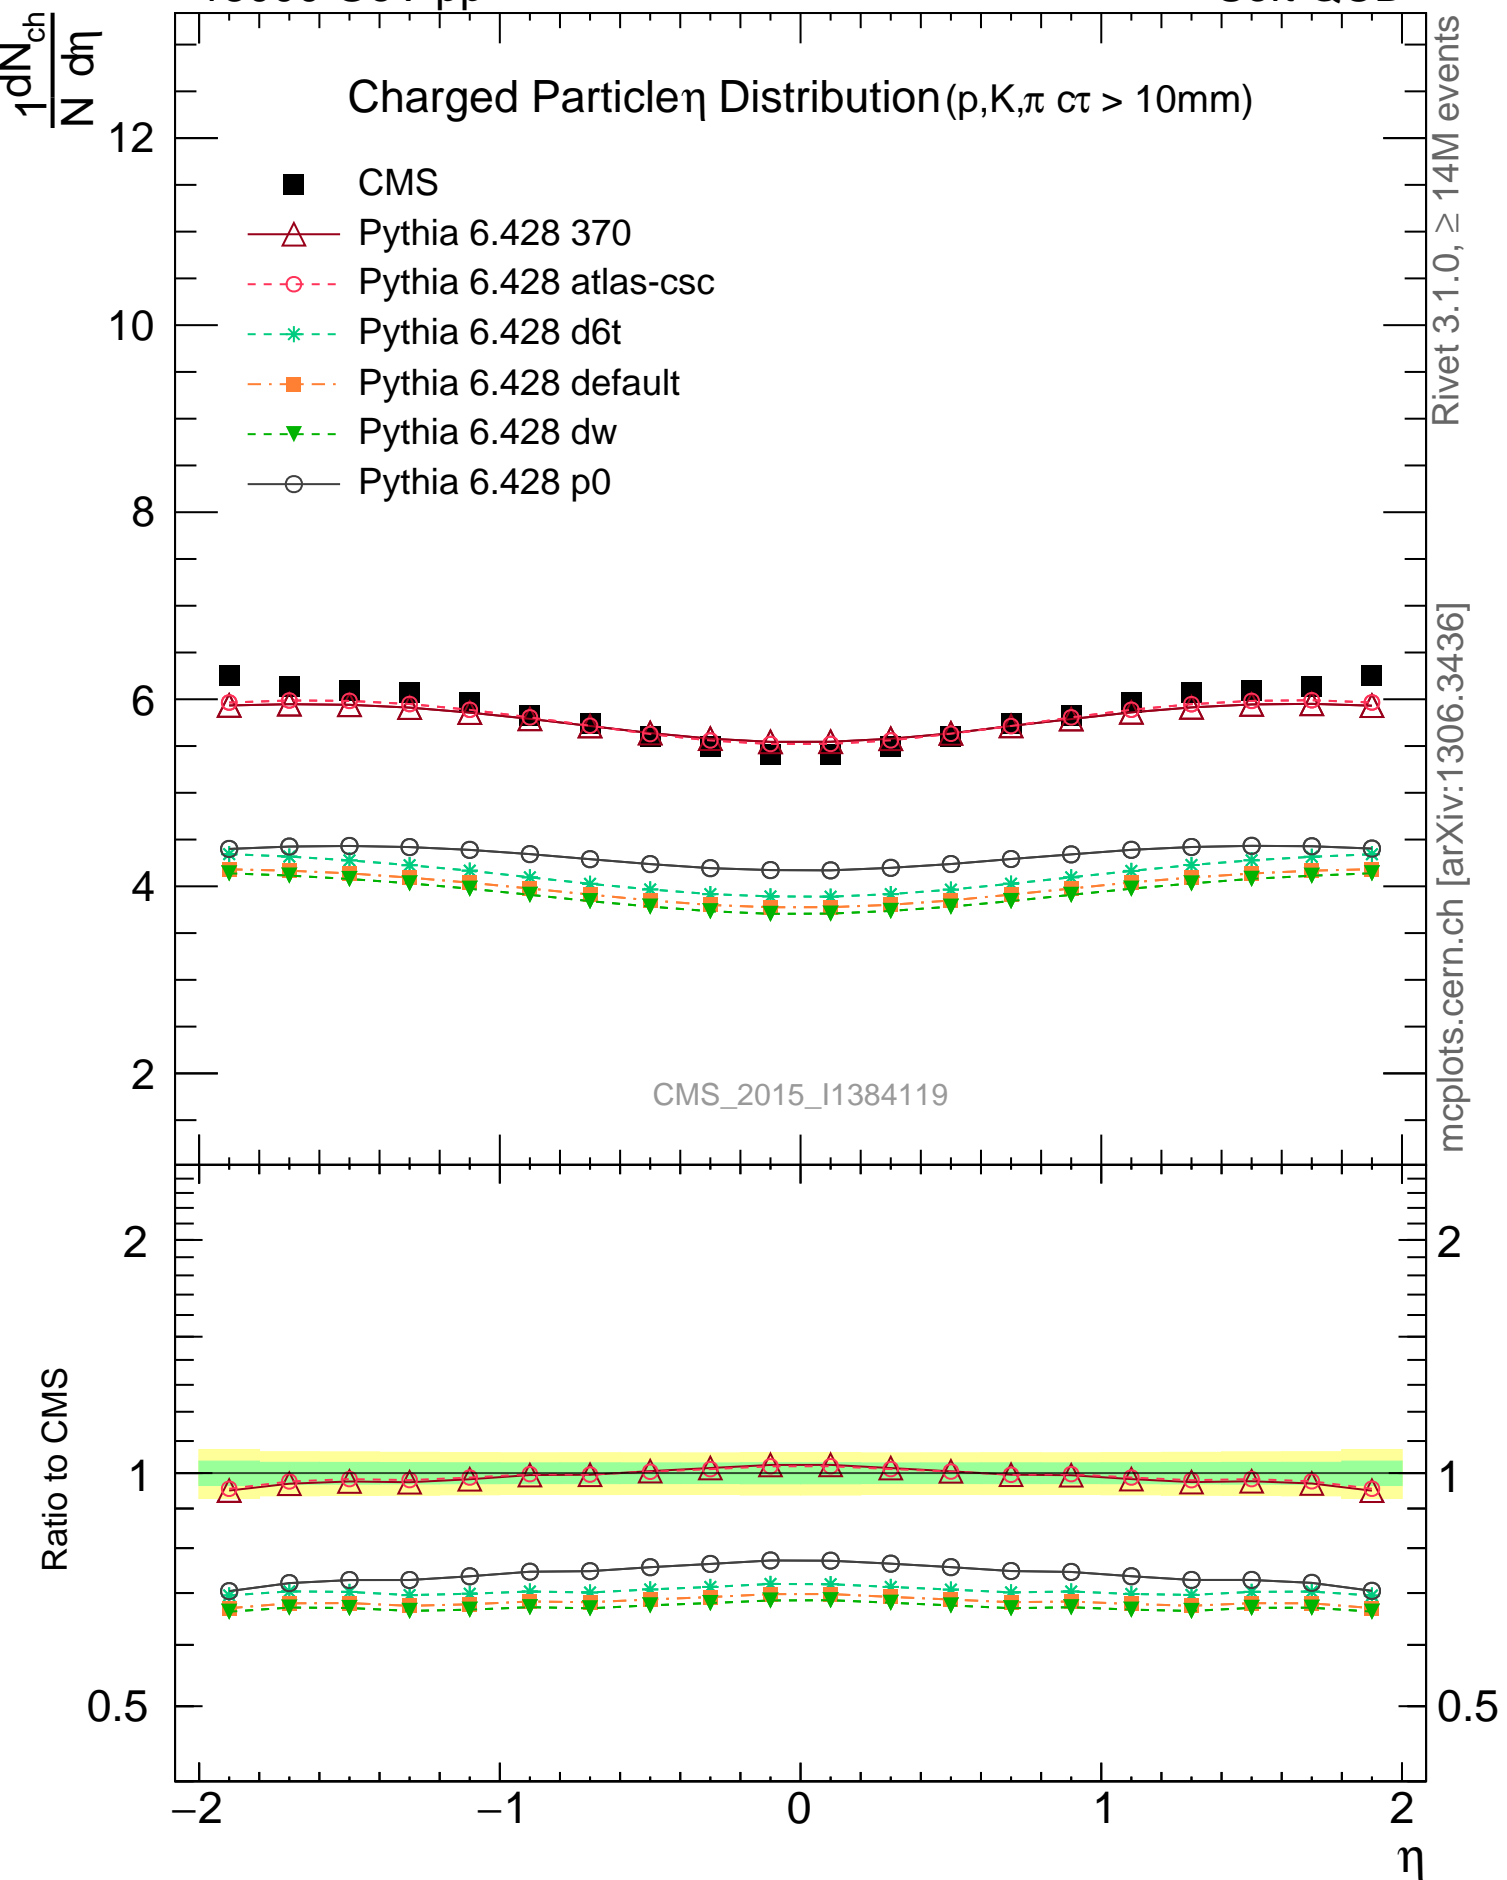 1 dNch
N dη
Charged Particleη Distribution (p,K,π cτ > 10mm)
CMS
Pythia 6.428 370
Pythia 6.428 atlas-csc
Pythia 6.428 d6t
Pythia 6.428 default
Pythia 6.428 dw
Pythia 6.428 p0
12
10
8
6
4
2
CMS_2015_I1384119
Rivet 3.1.0, ≥ 14M events
mcplots.cern.ch [arXiv:1306.3436]
Ratio to CMS
2
1
0.5
2
1
0.5
−2
−1
0
1
2
η